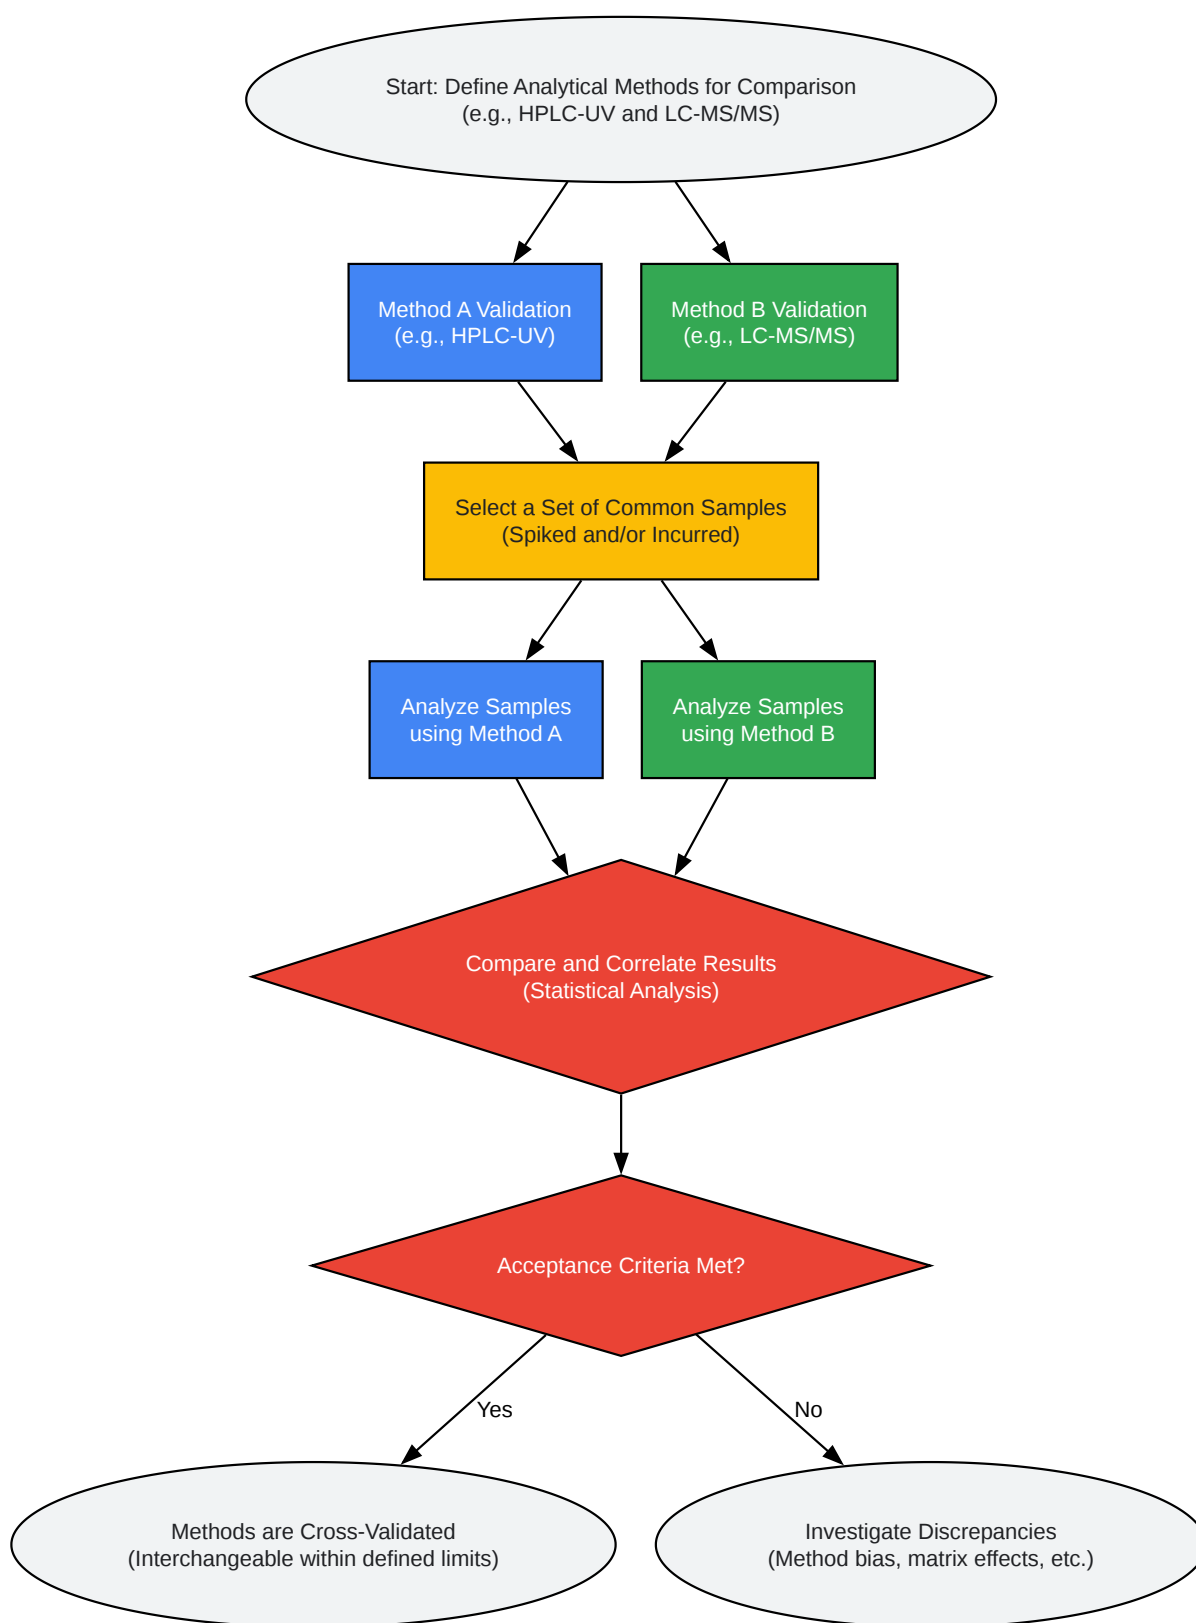 Start: Define Analytical Methods for Comparison
(e.g., HPLC-UV and LC-MS/MS)
Method A Validation
(e.g., HPLC-UV)
Method B Validation
(e.g., LC-MS/MS)
Select a Set of Common Samples
(Spiked and/or Incurred)
Analyze Samples
using Method A
Analyze Samples
using Method B
Compare and Correlate Results
(Statistical Analysis)
Acceptance Criteria Met?
Yes
No
Methods are Cross-Validated
(Interchangeable within defined limits)
Investigate Discrepancies
(Method bias, matrix effects, etc.)